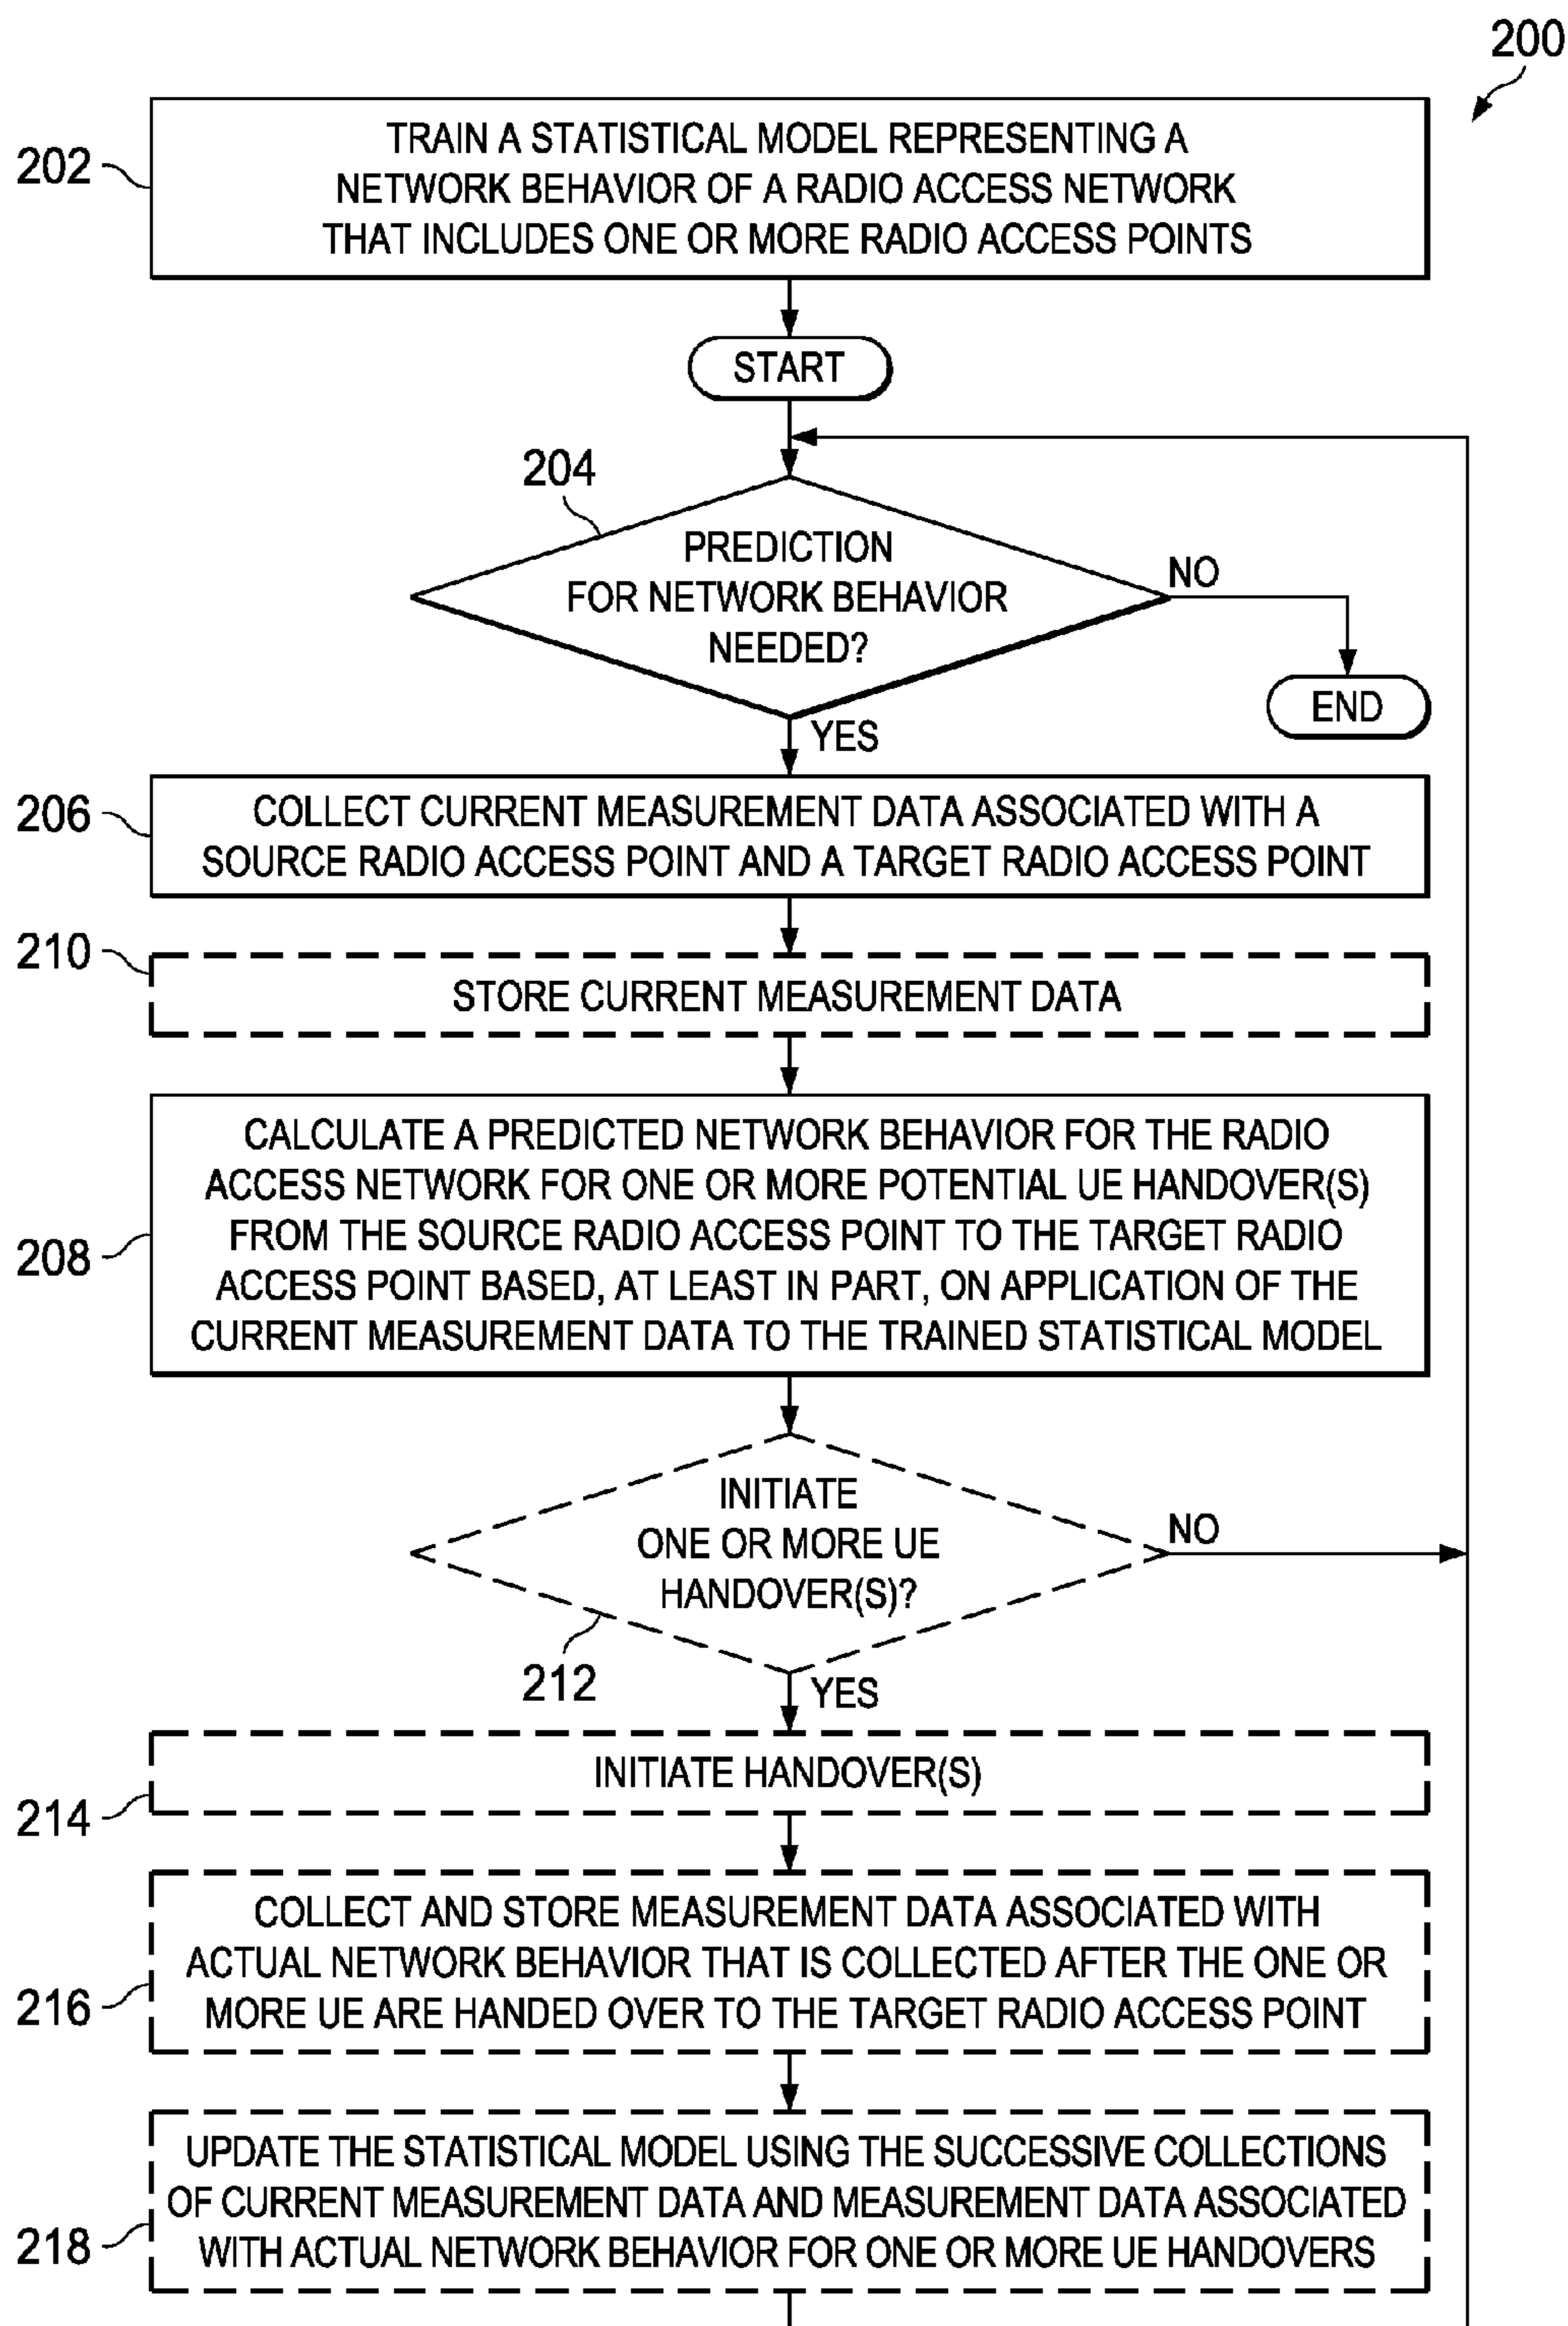 200
202
TRAIN A STATISTICAL MODEL REPRESENTING A
NETWORK BEHAVIOR OF A RADIO ACCESS NETWORK
THAT INCLUDES ONE OR MORE RADIO ACCESS POINTS
START
204
PREDICTION
FOR NETWORK BEHAVIOR
NEEDED?
NO
END
YES
206
COLLECT CURRENT MEASUREMENT DATA ASSOCIATED WITH A
SOURCE RADIO ACCESS POINT AND A TARGET RADIO ACCESS POINT
210
STORE CURRENT MEASUREMENT DATA
208
CALCULATE A PREDICTED NETWORK BEHAVIOR FOR THE RADIO
ACCESS NETWORK FOR ONE OR MORE POTENTIAL UE HANDOVER(S)
FROM THE SOURCE RADIO ACCESS POINT TO THE TARGET RADIO
ACCESS POINT BASED, AT LEAST IN PART, ON APPLICATION OF THE
CURRENT MEASUREMENT DATA TO THE TRAINED STATISTICAL MODEL
INITIATE
ONE OR MORE UE
HANDOVER(S)?
NO
212
YES
INITIATE HANDOVER(S)
214
216
COLLECT AND STORE MEASUREMENT DATA ASSOCIATED WITH
ACTUAL NETWORK BEHAVIOR THAT IS COLLECTED AFTER THE ONE OR
MORE UE ARE HANDED OVER TO THE TARGET RADIO ACCESS POINT
218
UPDATE THE STATISTICAL MODEL USING THE SUCCESSIVE COLLECTIONS
OF CURRENT MEASUREMENT DATA AND MEASUREMENT DATA ASSOCIATED
WITH ACTUAL NETWORK BEHAVIOR FOR ONE OR MORE UE HANDOVERS